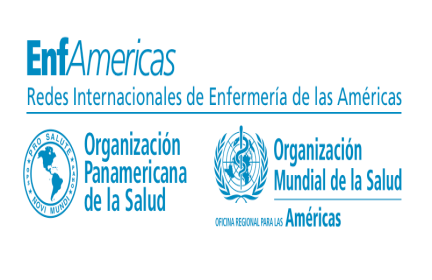 EnfAmericas
Redes Internacionales de Enfermería de las Américas
PRO SALUTE
NOVI MUNDI
Organización
Panamericana
de la Salud
Organización
Mundial de la Salud
OFICINA REGIONAL PARA LAS Américas